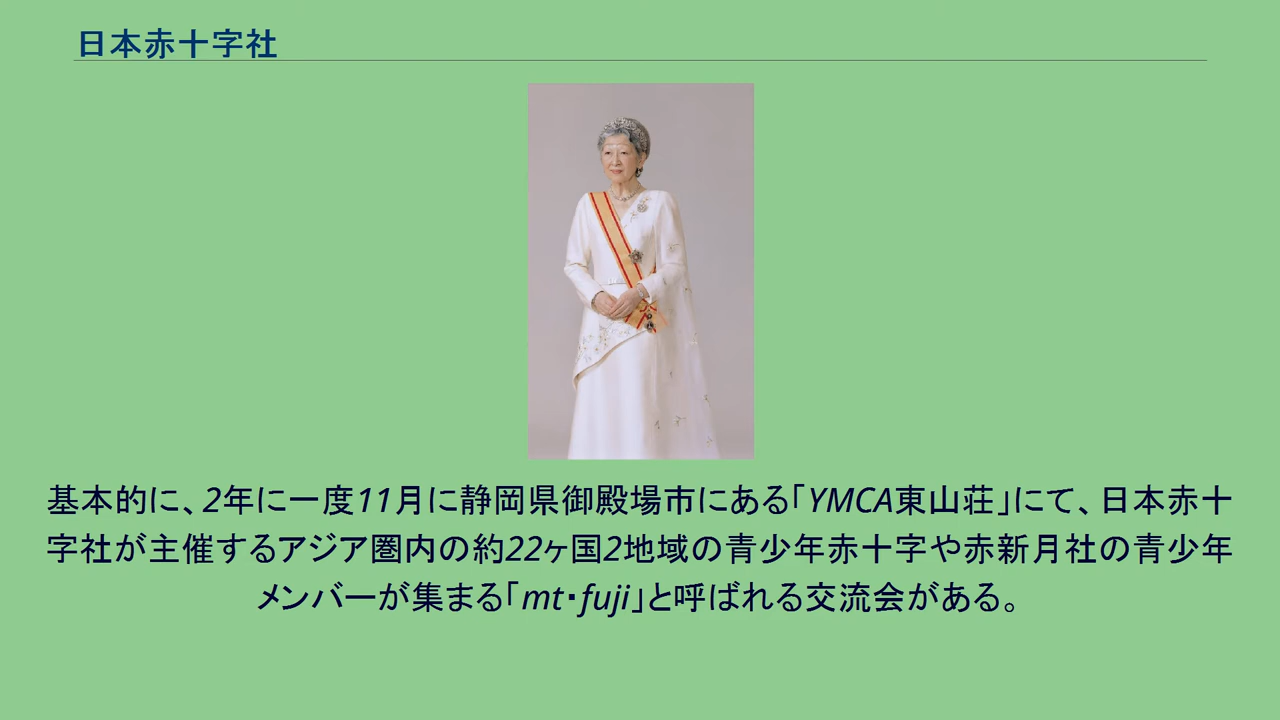 日本赤十字社
基本的に、2年に一度11月に静岡県御殿場市にある「YMCA東山荘」にて、日本赤十
字社が主催するアジア圏内の約22ヶ国2地域の青少年赤十字や赤新月社の青少年
メンバーが集まる「mt・fuji」と呼ばれる交流会がある。